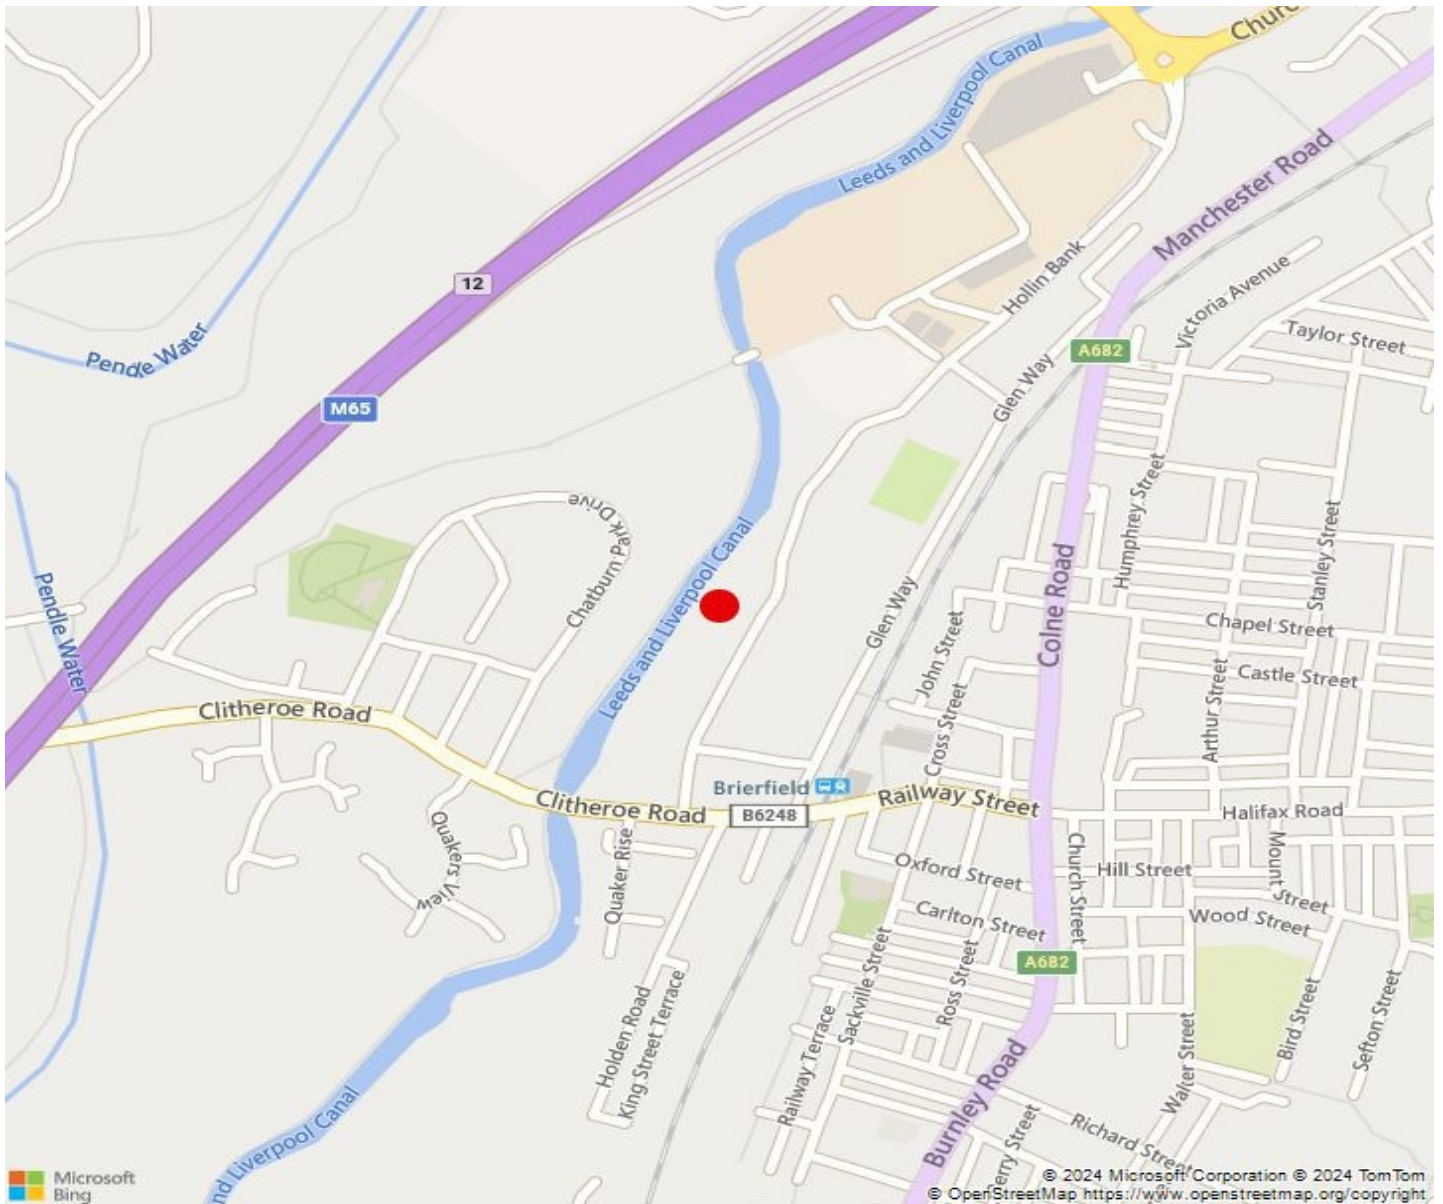 Church
Leeds and Liverpool Canal
Manchester Road
12
Hollin Bank
Victoria Avenue
Taylor Street
Pendle Water
A682
Glen Way
M65
Chatburn Park Drive
Humphrey Street
Stanley Street
Leeds and Liverpool Canal
Colne Road
Pendle Water
Glen Way
Chapel Street
John Street
Castle Street
Arthur Street
Clitheroe Road
Cross Street
Brierfield
Railway Street
Clitheroe Road
B6248
Halifax Road
Quakers View
Quaker Rise
Oxford Street
Church Street
Hill Street
Mount Street
Carlton Street
Wood Street
A682
Sackville Street
Ross Street
Holden Road
King Street Terrace
Railway Terrace
Bird Street
Sefton Street
Walter Street
Burnley Road
Richard Street
nd Liverpool Canal
Microsoft
Bing
© 2024 Microsoft Corporation © 2024 TomTom
© OpenStreetMap https://www.openstreetmap.org/copyright